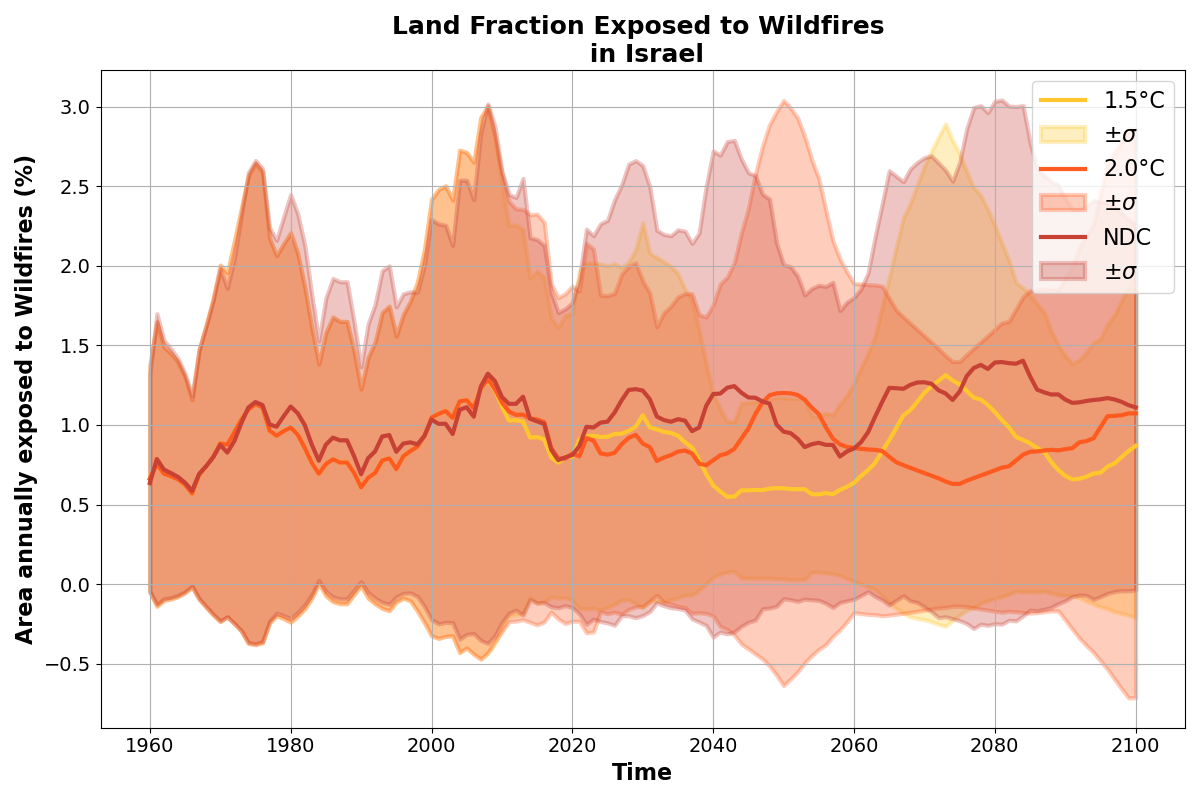 Land Fraction Exposed to Wildfires
in Israel
Area annually exposed to Wildfires (%)
3.0
2.5
2.0
1.5
1.0
0.5
0.0
−0.5
1.5°C
±σ
2.0°C
±σ
NDC
±σ
1960 1980 2000 2020 2040 2060 2080 2100
Time